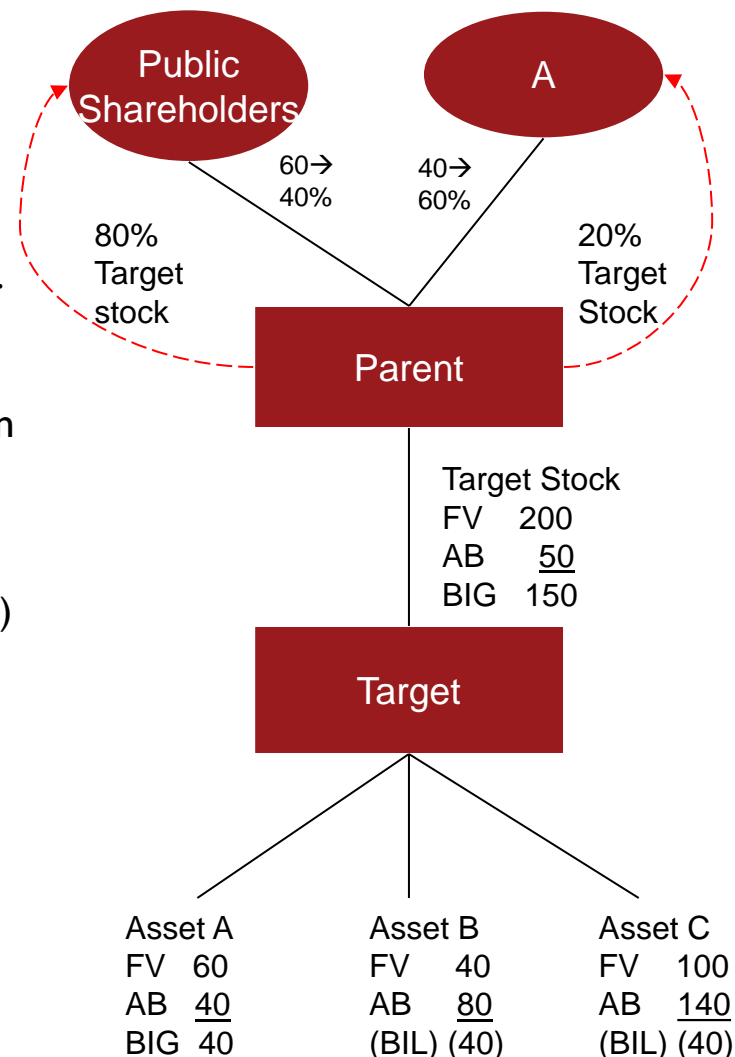 Public
Shareholders
A
60→
40%
40→
60%
80%
Target
stock
20%
Target
Stock
.
Parent
n
Target Stock
FV 200
AB 50
BIG 150
)
Target
Asset A
FV 60
AB 40
BIG 40
Asset B
FV 40
AB 80
(BIL) (40)
Asset C
FV 100
AB 140
(BIL) (40)